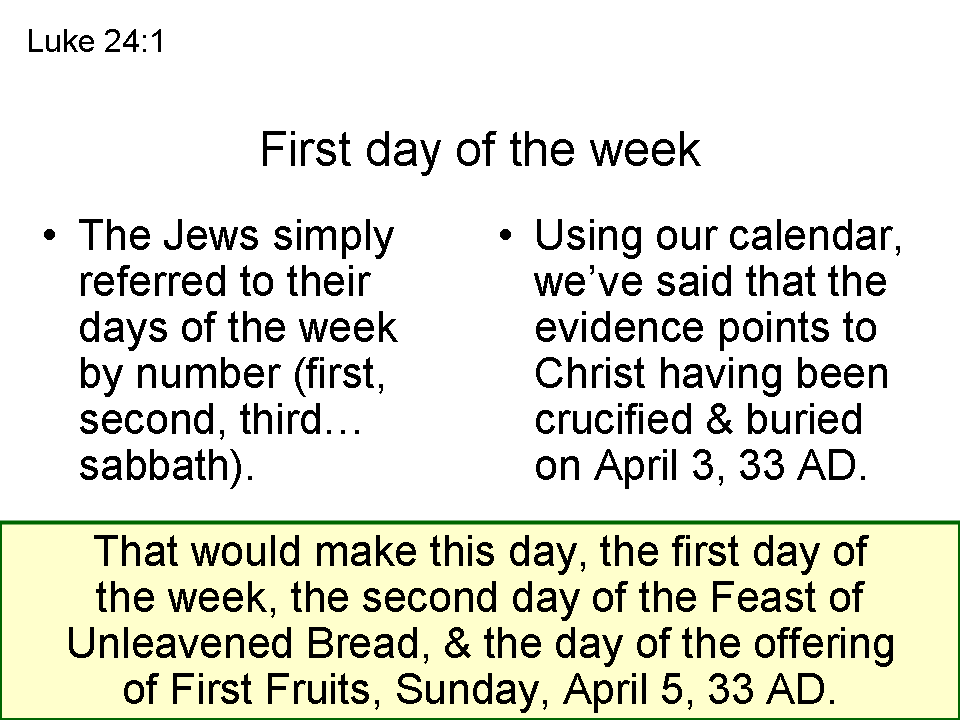 Luke 24:1
First day of the week
• The Jews simply
referred to their
days of the week
by number (first,
second, third…
sabbath).
• Using our calendar,
we’ve said that the
evidence points to
Christ having been
crucified & buried
on April 3, 33 AD.
That would make this day, the first day of
the week, the second day of the Feast of
Unleavened Bread, & the day of the offering
of First Fruits, Sunday, April 5, 33 AD.